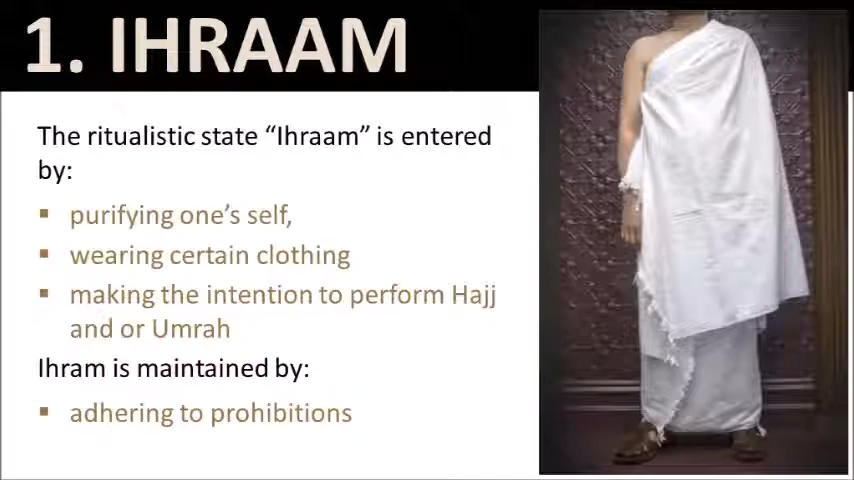 1. IHRAAM
The ritualistic state “Ihraam” is entered
by:
▪ purifying one’s self,
▪ wearing certain clothing
▪ making the intention to perform Hajj
and or Umrah
Ihram is maintained by:
▪ adhering to prohibitions